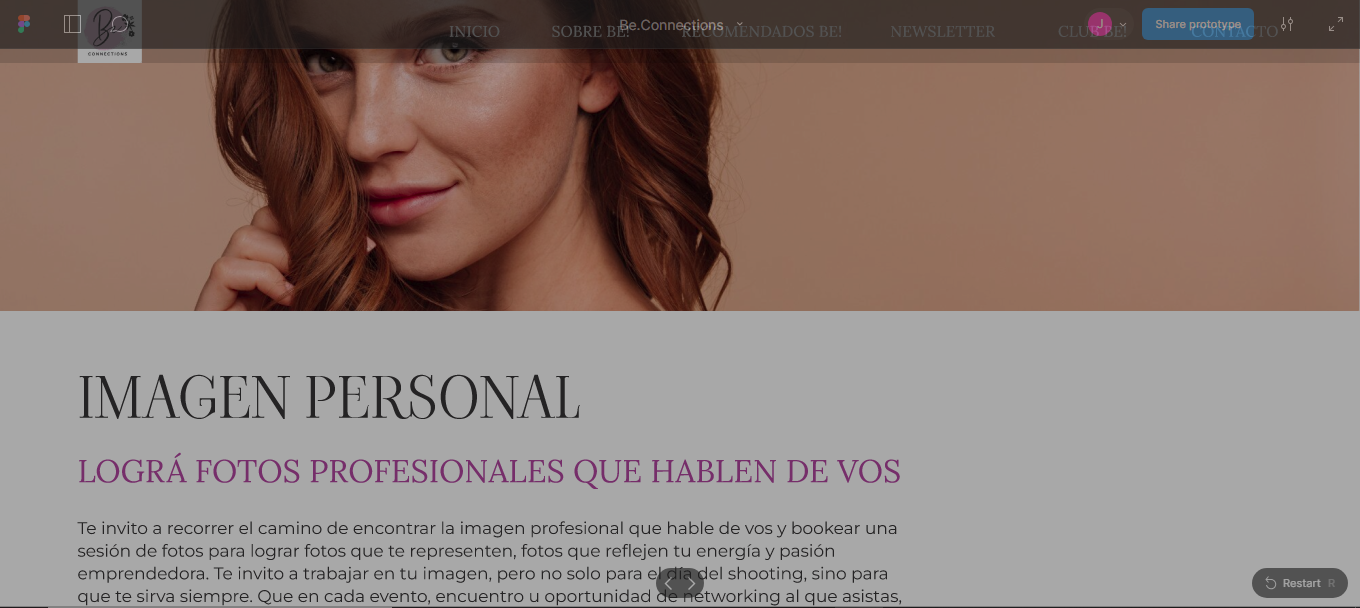 Be
CONNECTIONS
Be.Connections
J
Share prototype
INICIO SOBRE BE! RECOMENDADOS BE! NEWSLETTER CLUB BE! CONTACTO
IMAGEN PERSONAL
LOGRÁ FOTOS PROFESIONALES QUE HABLEN DE VOS
Te invito a recorrer el camino de encontrar la imagen profesional que hable de vos y bookear una
sesión de fotos para lograr fotos que te representen, fotos que reflejen tu energía y pasión
emprendedora. Te invito a trabajar en tu imagen, pero no solo para el día del shooting, sino para
que te sirva siempre. Que en cada evento, encuentro u oportunidad de networking al que asistas,
Restart R